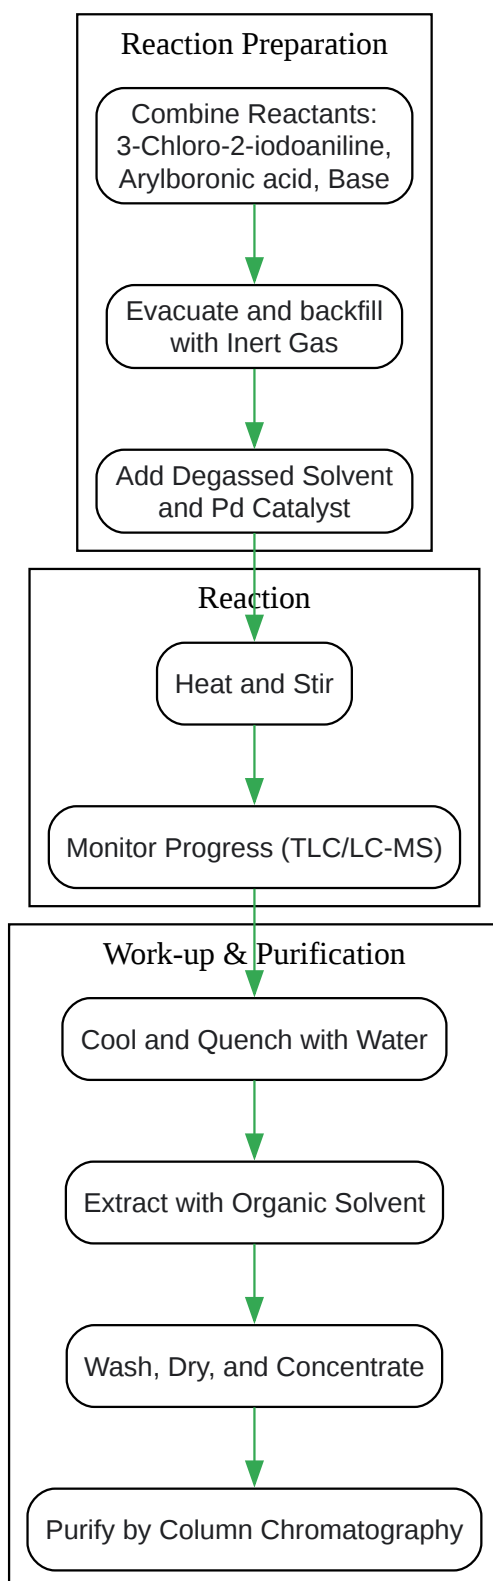 Reaction Preparation
Combine Reactants:
3-Chloro-2-iodoaniline,
Arylboronic acid, Base
Evacuate and backfill
with Inert Gas
Add Degassed Solvent
and Pd Catalyst
Reaction
Heat and Stir
Monitor Progress (TLC/LC-MS)
Work-up & Purification
Cool and Quench with Water
Extract with Organic Solvent
Wash, Dry, and Concentrate
Purify by Column Chromatography